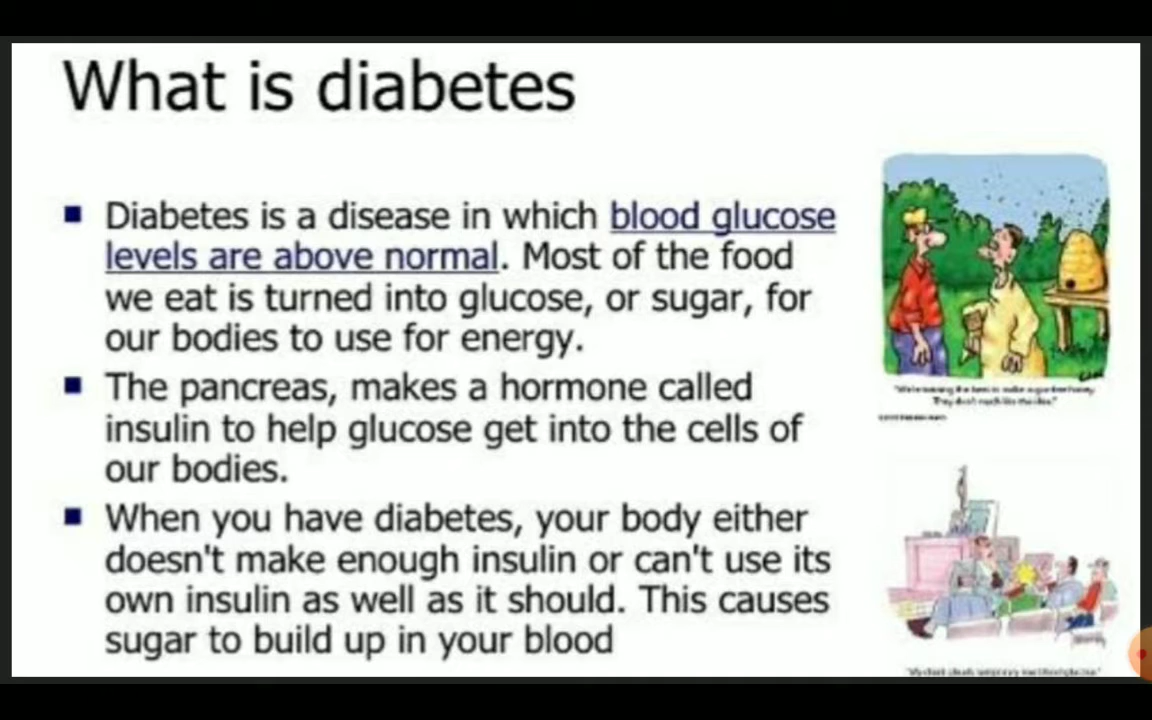 What is diabetes
Diabetes is a disease in which blood glucose
levels are above normal. Most of the food
we eat is turned into glucose, or sugar, for
our bodies to use for energy.
The pancreas, makes a hormone called
insulin to help glucose get into the cells of
our bodies.
When you have diabetes, your body either
doesn't make enough insulin or can't use its
own insulin as well as it should. This causes
sugar to build up in your blood